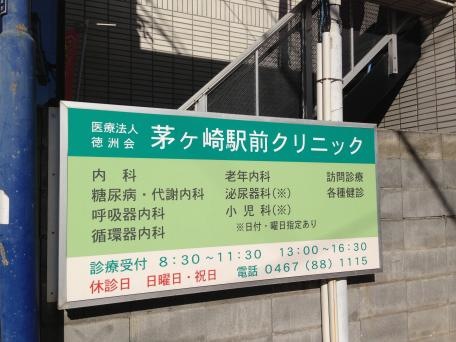 医療法人
徳洲会
茅ヶ崎駅前クリニック
内科
糖尿病・代謝内科
呼吸器内科
循環器内科
老年内科
泌尿器科(※)
小児科(※)
※日付・曜日指定あり
訪問診療
各種健診
診療受付 8:30~11:30 13:00~16:30
休診日 日曜日・祝日 電話 0467(88)1115